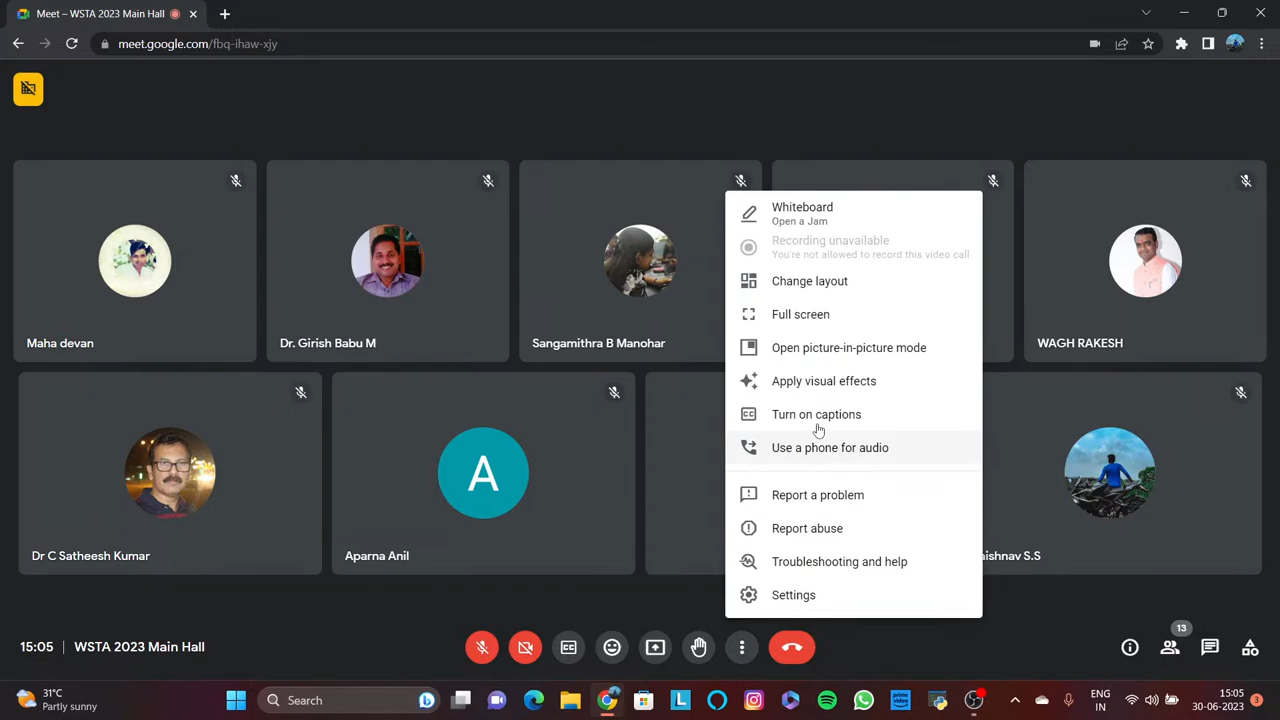 Meet – WSTA 2023 Main Hall
meet.google.com/fbq-ihaw-xjy
Maha devan
Dr. Girish Babu M
Sangamithra B Manohar
WAGH RAKESH
Whiteboard
Open a Jam
Recording unavailable
You're not allowed to record this video call
Change layout
Full screen
Open picture-in-picture mode
Apply visual effects
Turn on captions
Use a phone for audio
Report a problem
Report abuse
Troubleshooting and help
Settings
A
Dr C Satheesh Kumar
Aparna Anil
aishnav S.S
15:05 WSTA 2023 Main Hall
13
31°C
Partly sunny
Search
prime video
ENG
IN
15:05
30-06-2023
3